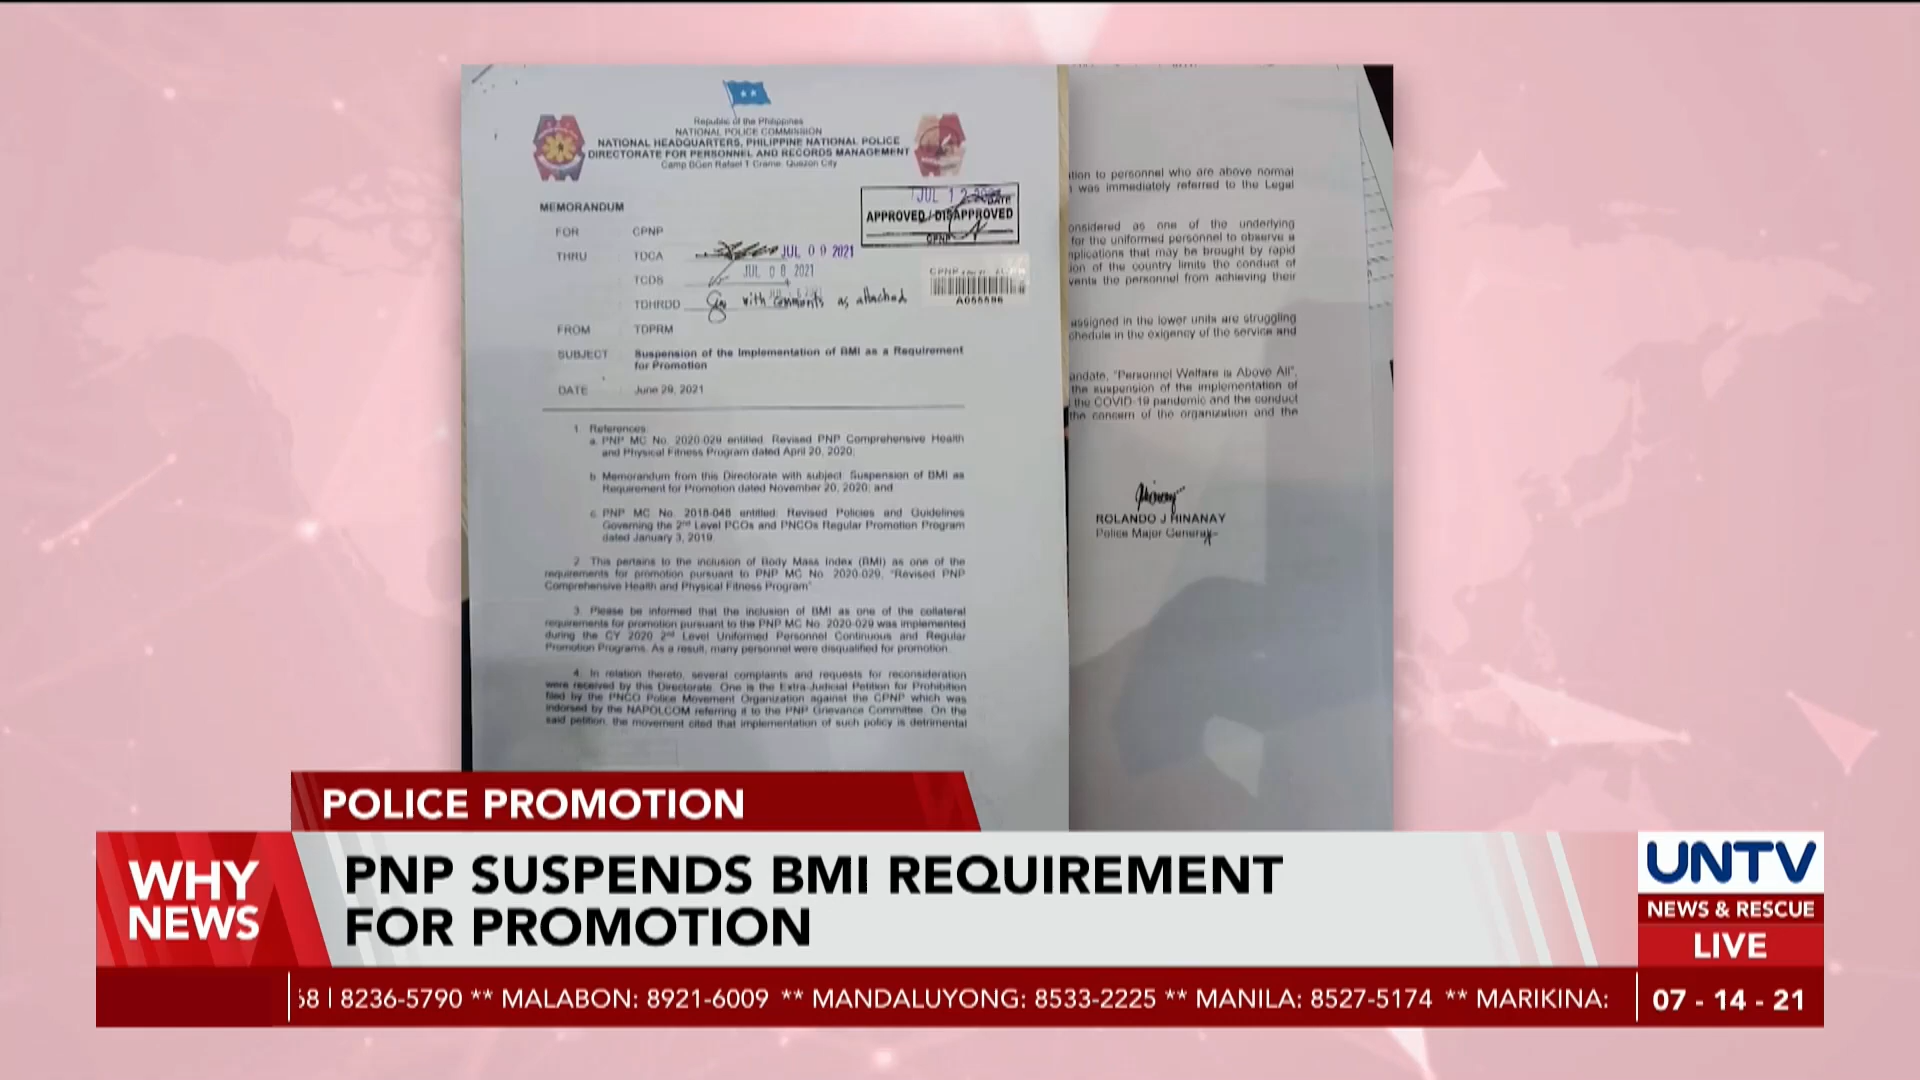 Republic of the Philippines
NATIONAL POLICE COMMISSION
NATIONAL HEADQUARTERS, PHILIPPINE NATIONAL POLICE
DIRECTORATE FOR PERSONNEL AND RECORDS MANAGEMENT
Camp BGen Rafael T Crame, Quezon City
JUL 12
DATE
APPROVED / DISAPPROVED
CPNP
MEMORANDUM
FOR : CPNP
THRU : TDCA JUL 09 2021
TCDS JUL 08 2021
TDHRDD with comments as attached
A055596
FROM : TDPRM
SUBJECT : Suspension of the Implementation of BMI as a Requirement
for Promotion
DATE : June 29, 2021
1. References:
a. PNP MC No. 2020-029 entitled: Revised PNP Comprehensive Health
and Physical Fitness Program dated April 20, 2020;
b. Memorandum from this Directorate with subject: Suspension of BMI as
Requirement for Promotion dated November 20, 2020; and
c. PNP MC No. 2018-048 entitled: Revised Policies and Guidelines
Governing the 2nd Level PCOs and PNCOs Regular Promotion Program
dated January 3, 2019.
2. This pertains to the inclusion of Body Mass Index (BMI) as one of the
requirements for promotion pursuant to PNP MC No. 2020-029, "Revised PNP
Comprehensive Health and Physical Fitness Program"
3. Please be informed that the inclusion of BMI as one of the collateral
requirements for promotion pursuant to the PNP MC No. 2020-029 was implemented
during the CY 2020 2nd Level Uniformed Personnel Continuous and Regular
Promotion Programs. As a result, many personnel were disqualified for promotion.
4. In relation thereto, several complaints and requests for reconsideration
were received by this Directorate. One is the Extra-Judicial Petition for Prohibition
filed by the PNCO Police Movement Organization against the CPNP which was
indorsed by the NAPOLCOM referring it to the PNP Grievance Committee. On the
said petition, the movement cited that implementation of such policy is detrimental
tion to personnel who are above normal
was immediately referred to the Legal
onsidered as one of the underlying
for the uniformed personnel to observe a
mplications that may be brought by rapid
ion of the country limits the conduct of
vents the personnel from achieving their
assigned in the lower units are struggling
chedule in the exigency of the service and
andate, "Personnel Welfare is Above All",
the suspension of the implementation of
the COVID-19 pandemic and the conduct
the concern of the organization and the
ROLANDO J HINANAY
Police Major General
POLICE PROMOTION
WHY
NEWS
PNP SUSPENDS BMI REQUIREMENT
FOR PROMOTION
UNTV
NEWS & RESCUE
LIVE
68 | 8236-5790 ** MALABON: 8921-6009 ** MANDALUYONG: 8533-2225 ** MANILA: 8527-5174 ** MARIKINA:
07 - 14 - 21